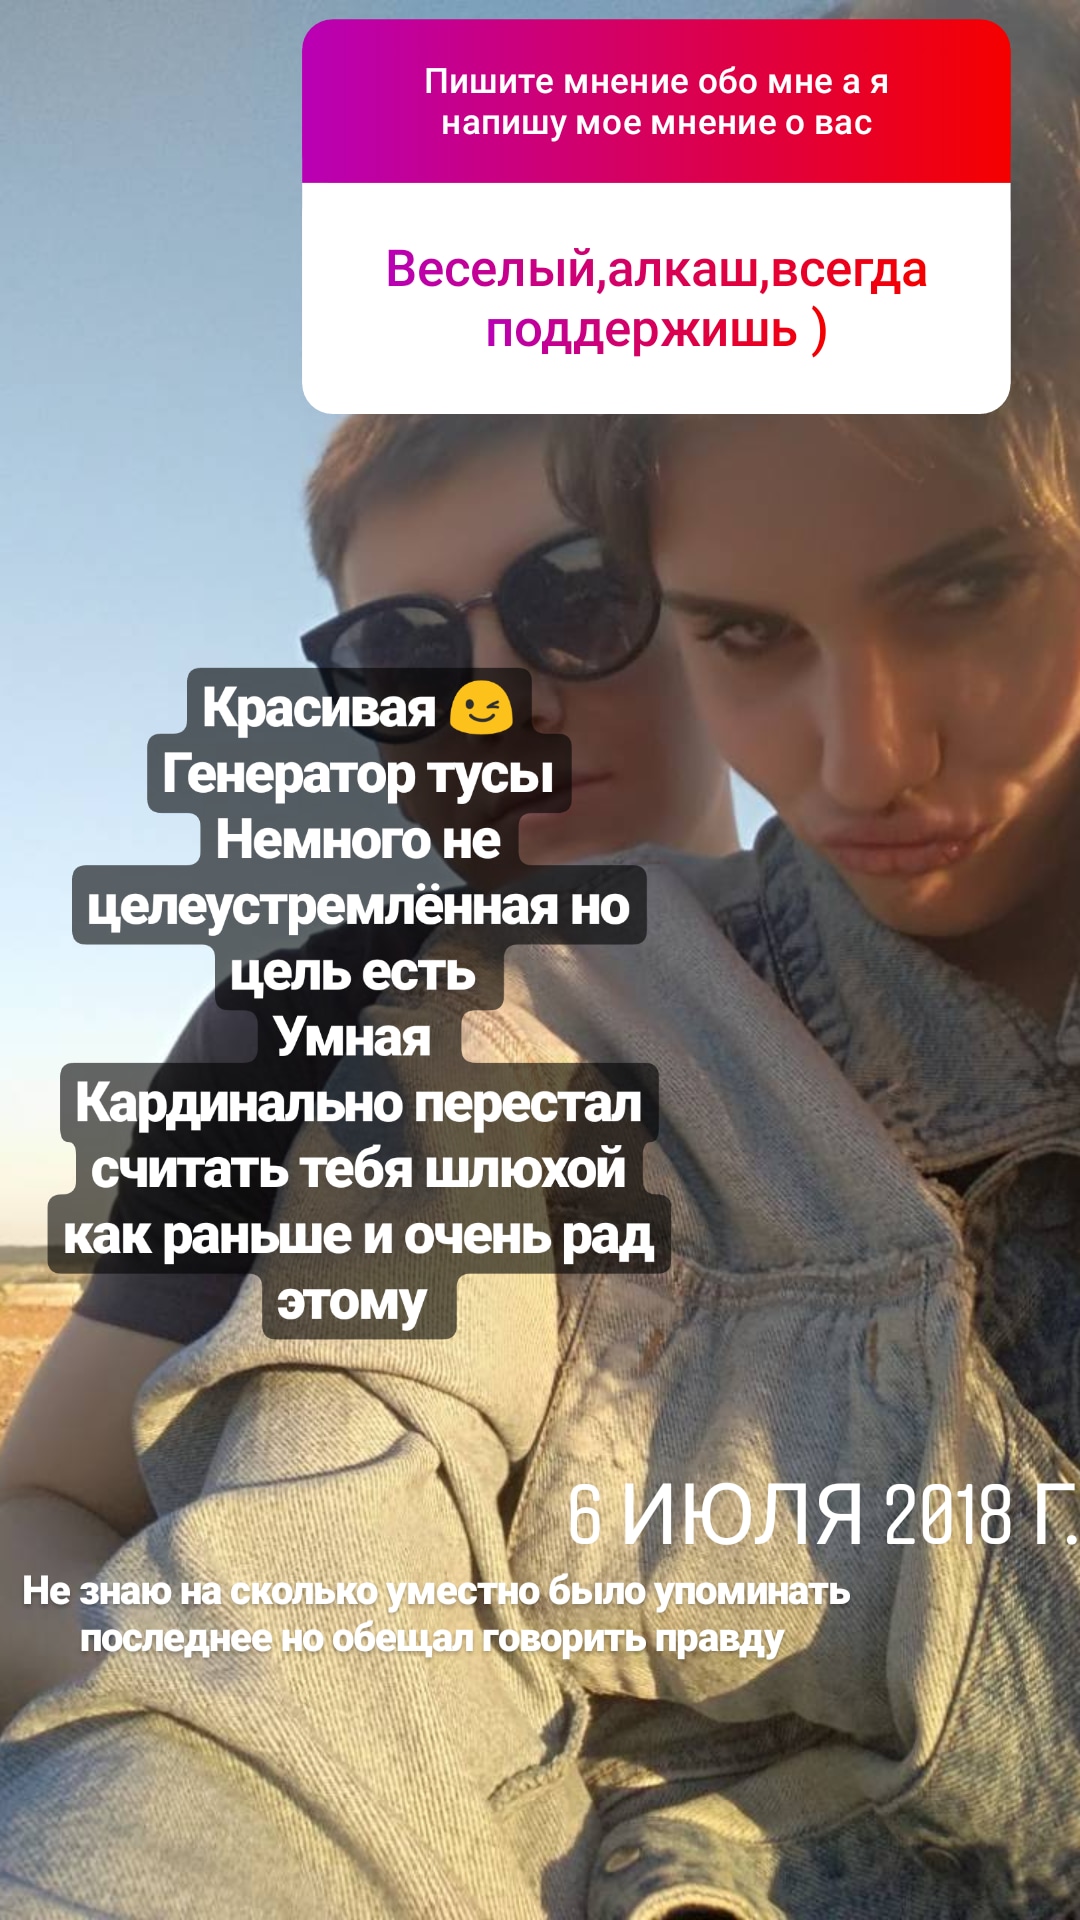 Пишите мнение обо мне а я
напишу мое мнение о вас
Веселый,алкаш,всегда
поддержишь )
Красивая 😉
Генератор тусы
Немного не
целеустремлённая но
цель есть
Умная
Кардинально перестал
считать тебя шлюхой
как раньше и очень рад
этому
6 ИЮЛЯ 2018 Г.
Не знаю на сколько уместно было упоминать
последнее но обещал говорить правду